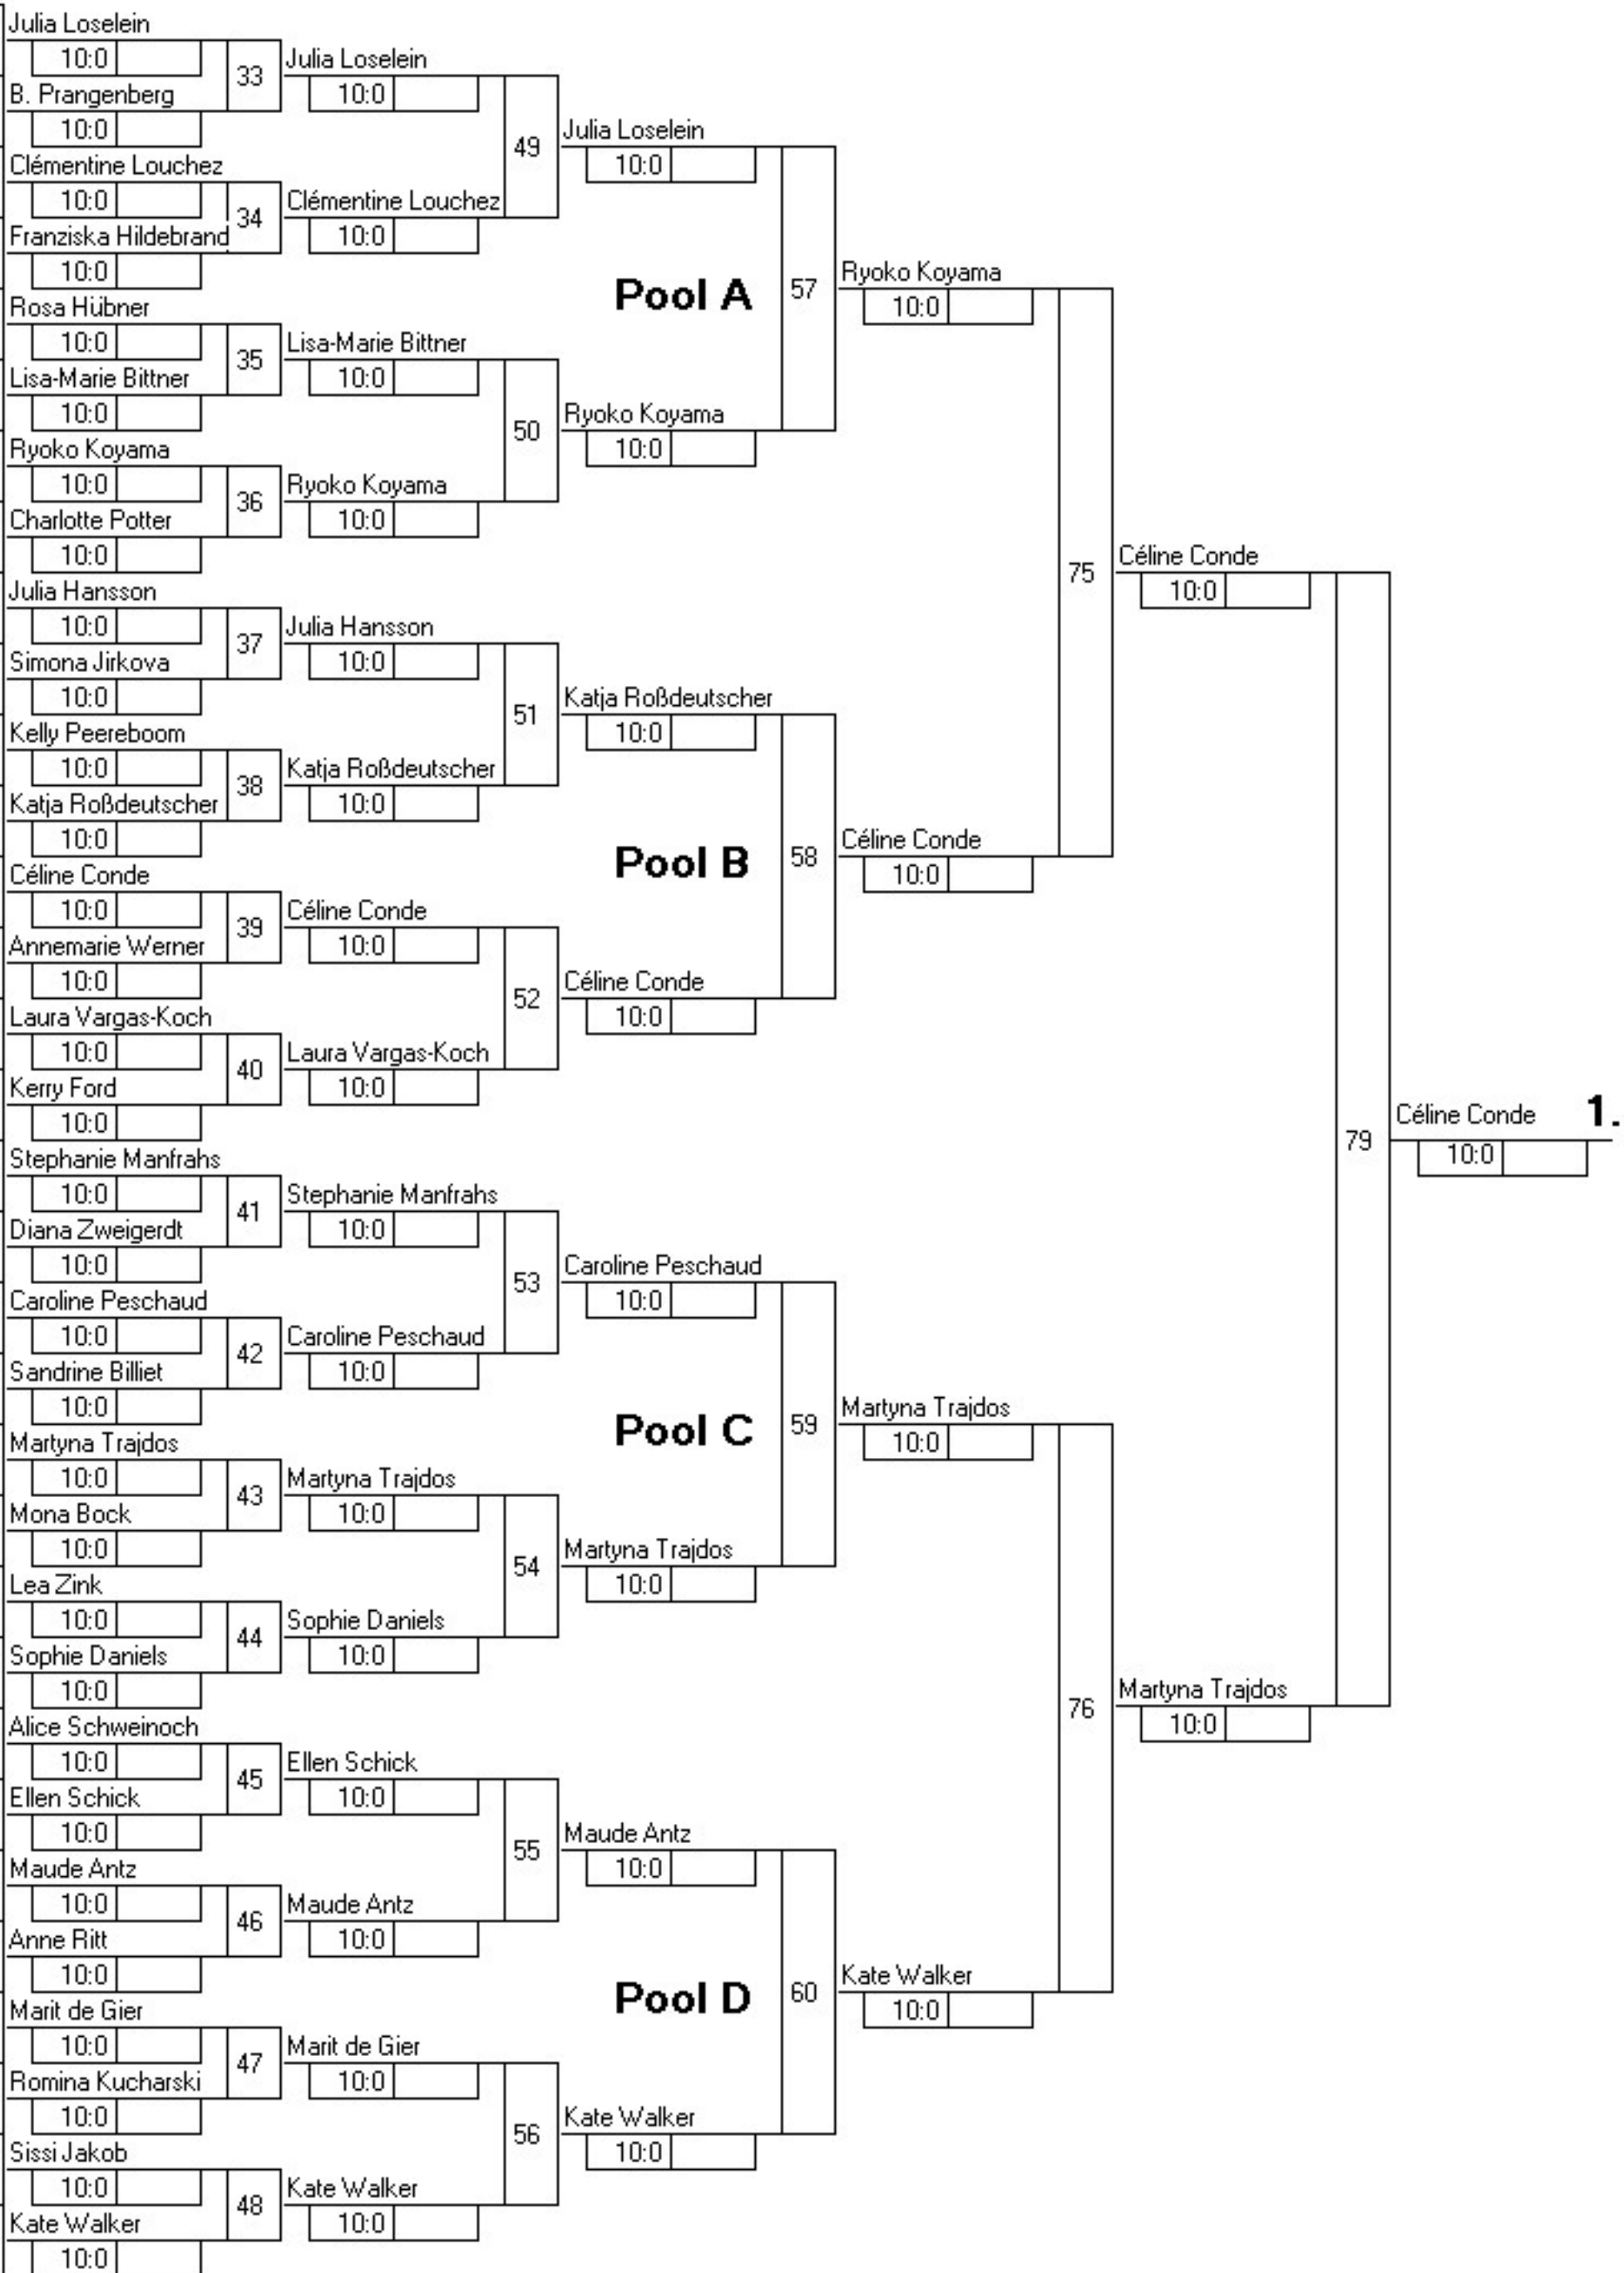 Julia Loselein
10:0
33
Julia Loselein
10:0
B. Prangenberg
10:0
49
Julia Loselein
10:0
Clémentine Louchez
10:0
34
Clémentine Louchez
10:0
Franziska Hildebrand
10:0
Pool A
57
Ryoko Koyama
10:0
Rosa Hübner
10:0
35
Lisa-Marie Bittner
10:0
Lisa-Marie Bittner
10:0
50
Ryoko Koyama
10:0
Ryoko Koyama
10:0
36
Ryoko Koyama
10:0
Charlotte Potter
10:0
75
Céline Conde
10:0
Julia Hansson
10:0
37
Julia Hansson
10:0
Simona Jirkova
10:0
51
Katja Roßdeutscher
10:0
Kelly Peereboom
10:0
38
Katja Roßdeutscher
10:0
Katja Roßdeutscher
10:0
Pool B
58
Céline Conde
10:0
Céline Conde
10:0
39
Céline Conde
10:0
Annemarie Werner
10:0
52
Céline Conde
10:0
Laura Vargas-Koch
10:0
40
Laura Vargas-Koch
10:0
Kerry Ford
10:0
79
Céline Conde 1.
10:0
Stephanie Manfrahs
10:0
41
Stephanie Manfrahs
10:0
Diana Zweigerdt
10:0
53
Caroline Peschaud
10:0
Caroline Peschaud
10:0
42
Caroline Peschaud
10:0
Sandrine Billiet
10:0
Pool C
59
Martyna Trajdos
10:0
Martyna Trajdos
10:0
43
Martyna Trajdos
10:0
Mona Bock
10:0
54
Martyna Trajdos
10:0
Lea Zink
10:0
44
Sophie Daniels
10:0
Sophie Daniels
10:0
76
Martyna Trajdos
10:0
Alice Schweinoch
10:0
45
Ellen Schick
10:0
Ellen Schick
10:0
55
Maude Antz
10:0
Maude Antz
10:0
46
Maude Antz
10:0
Anne Ritt
10:0
Pool D
60
Kate Walker
10:0
Marit de Gier
10:0
47
Marit de Gier
10:0
Romina Kucharski
10:0
56
Kate Walker
10:0
Sissi Jakob
10:0
48
Kate Walker
10:0
Kate Walker
10:0